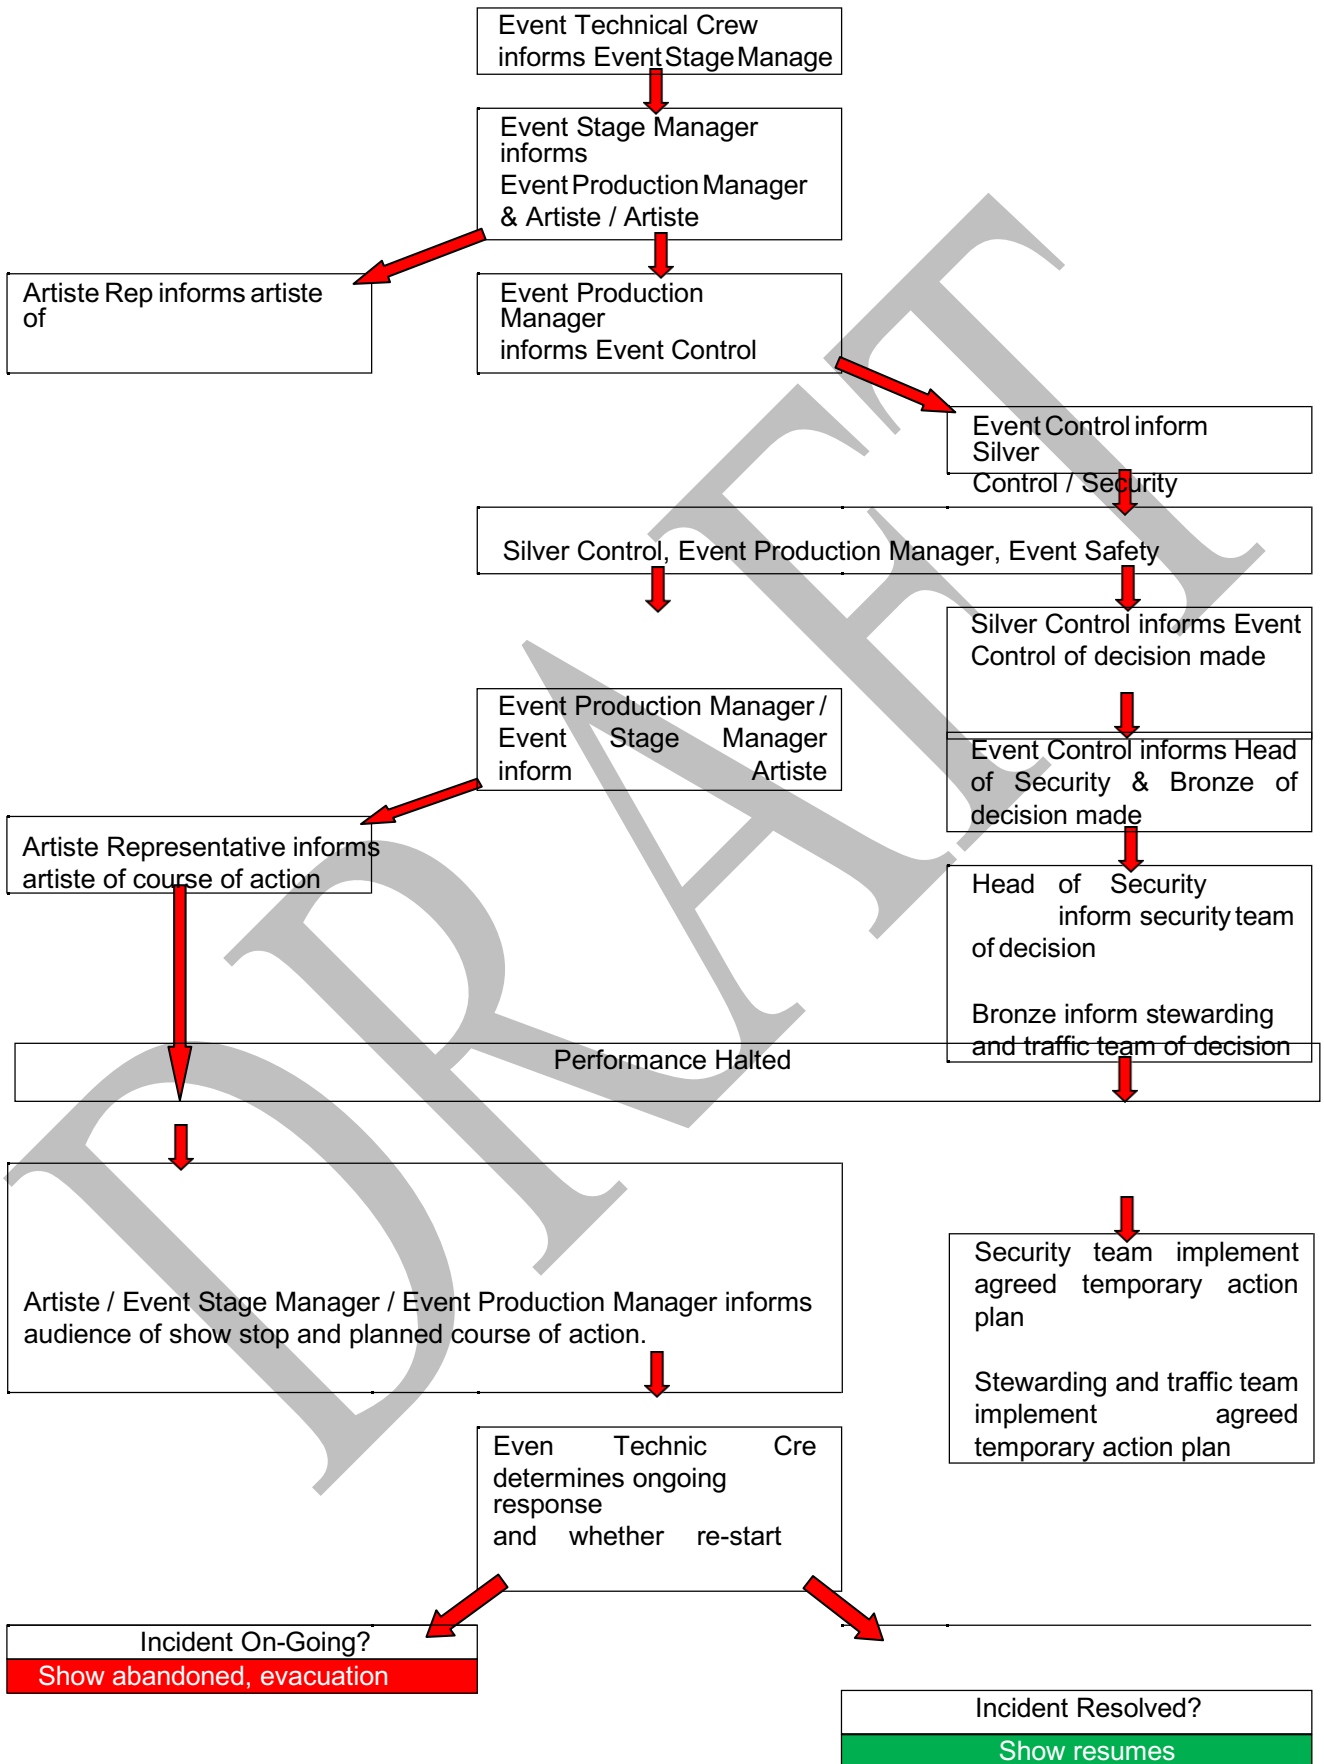 Event Technical Crew
informs Event Stage Manage
Event Stage Manager
informs
Event Production Manager
& Artiste / Artiste
Artiste Rep informs artiste
of
Event Production
Manager
informs Event Control
Event Control inform
Silver
Control / Security
Silver Control, Event Production Manager, Event Safety
Silver Control informs Event
Control of decision made
Event Production Manager /
Event Stage Manager
inform Artiste
Event Control informs Head
of Security & Bronze of
decision made
Artiste Representative informs
artiste of course of action
Head of Security
inform security team
of decision
Bronze inform stewarding
and traffic team of decision
Performance Halted
Artiste / Event Stage Manager / Event Production Manager informs
audience of show stop and planned course of action.
Security team implement
agreed temporary action
plan
Stewarding and traffic team
implement agreed
temporary action plan
Even Technic Cre
determines ongoing
response
and whether re-start
Incident On-Going?
Show abandoned, evacuation
Incident Resolved?
Show resumes
DRAFT